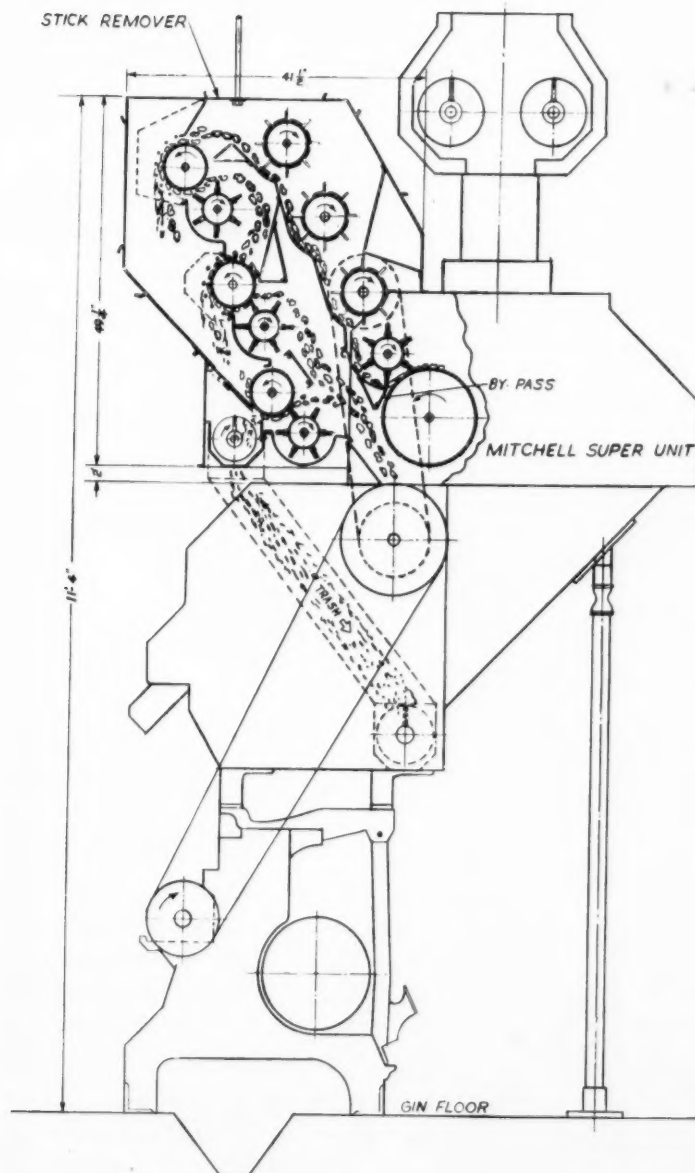 STICK REMOVER
41 1/2"
BY-PASS
MITCHELL SUPER UNIT
11'-4"
TRASH
GIN FLOOR